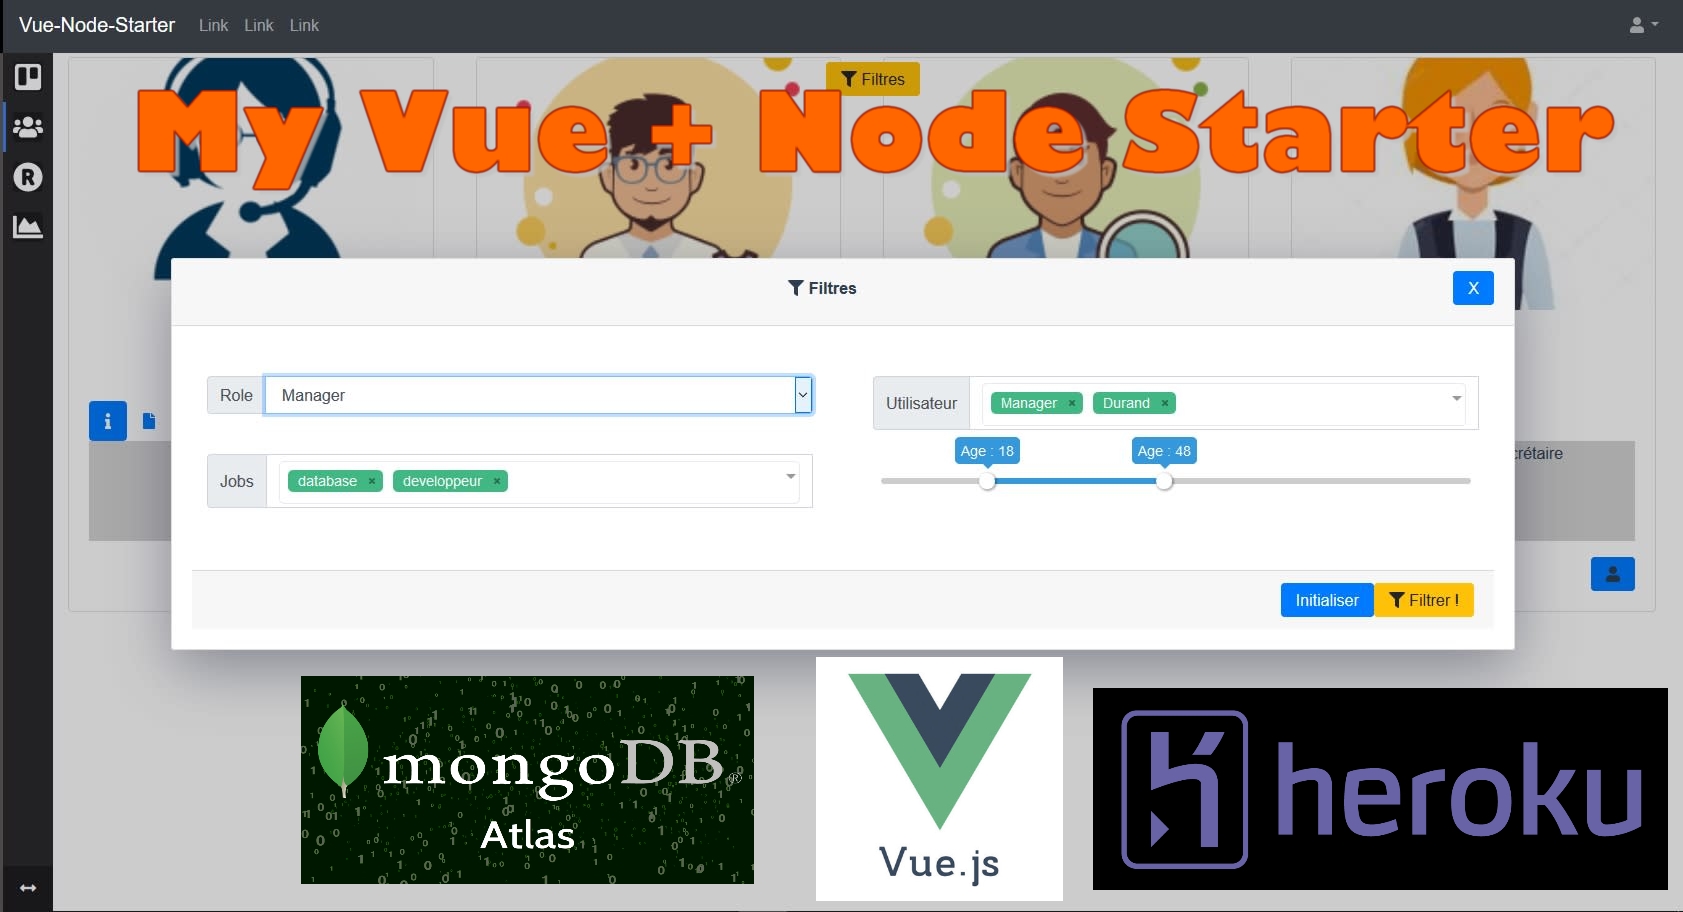 Vue-Node-Starter Link Link Link
Filtres
My Vue + Node Starter
R
Filtres
X
Role
Manager
Utilisateur
Manager ×
Durand ×
Age : 18
Age : 48
Jobs
database ×
developpeur ×
i
crétaire
Initialiser
Filtrer !
mongoDB®
Atlas
Vue.js
heroku